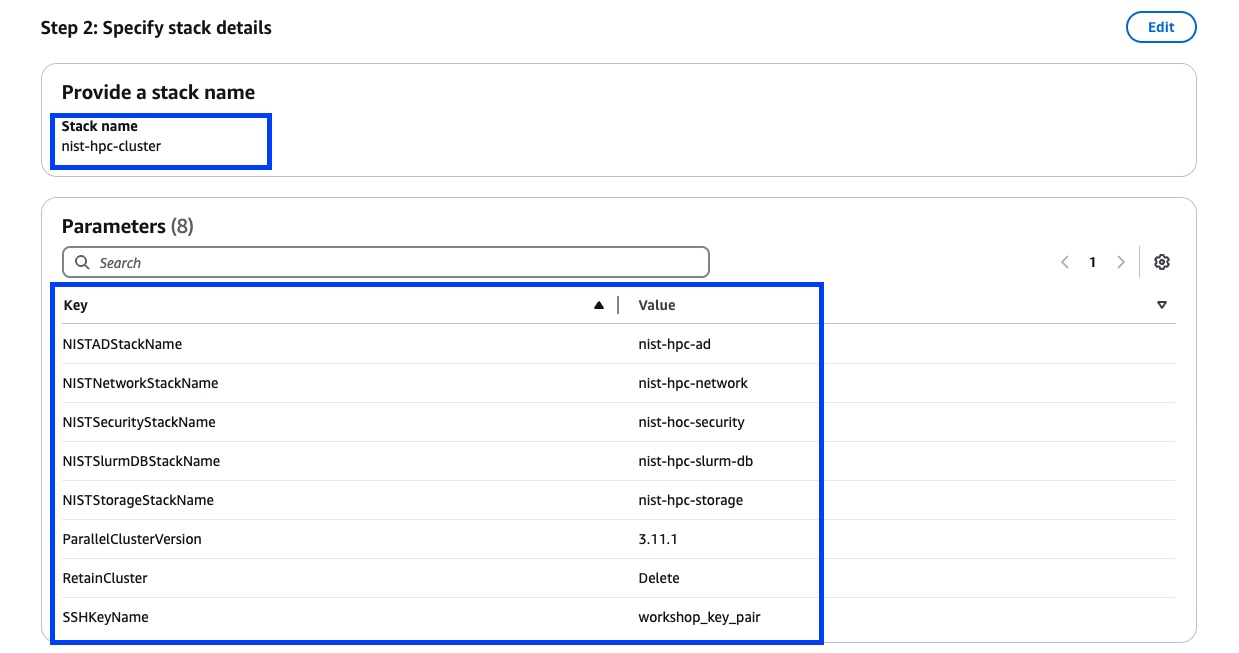 Step 2: Specify stack details
Edit
Provide a stack name
Stack name
nist-hpc-cluster
Parameters (8)
Search
1
Key Value
NISTADStackName nist-hpc-ad
NISTNetworkStackName nist-hpc-network
NISTSecurityStackName nist-hoc-security
NISTSlurmDBStackName nist-hpc-slurm-db
NISTStorageStackName nist-hpc-storage
ParallelClusterVersion 3.11.1
RetainCluster Delete
SSHKeyName workshop_key_pair